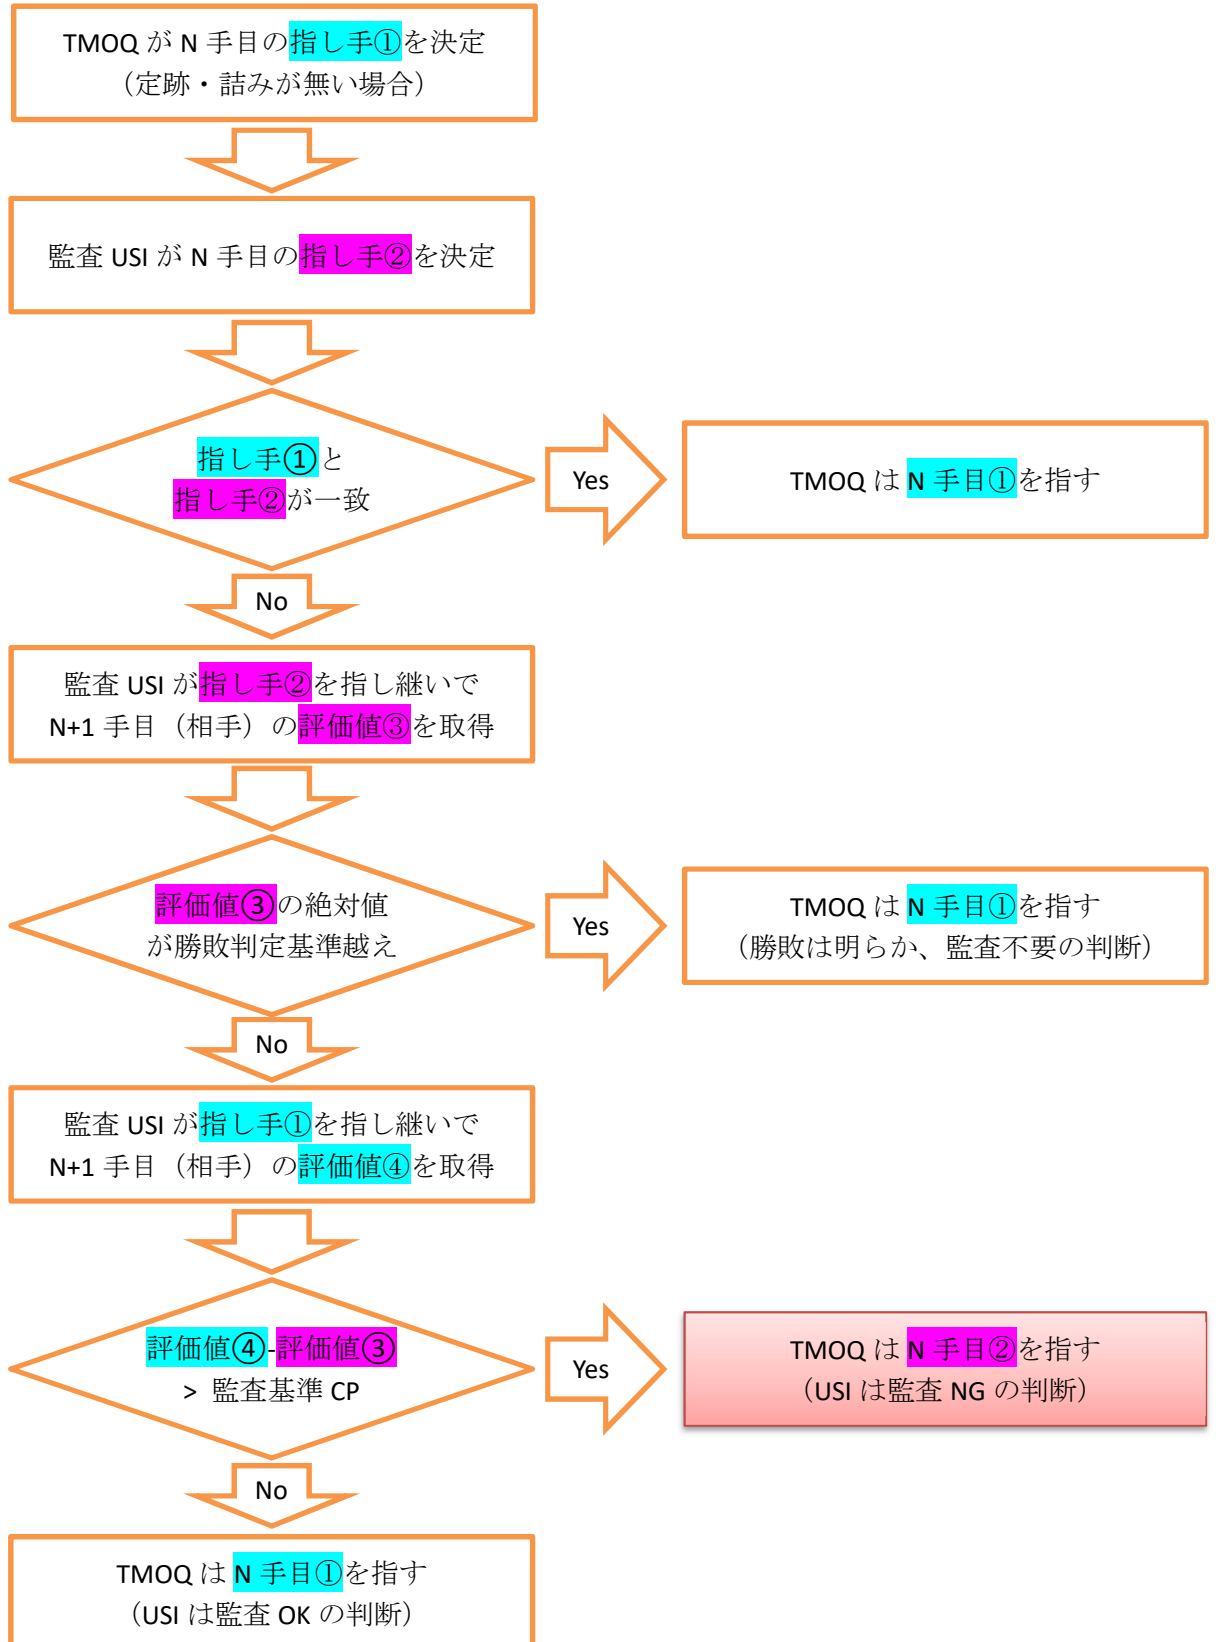 TMOQ が N 手目の指し手①を決定
（定跡・詰みが無い場合）
監査 USI が N 手目の指し手②を決定
指し手①と
指し手②が一致
Yes
TMOQ は N 手目①を指す
No
監査 USI が指し手②を指し継いで
N+1 手目（相手）の評価値③を取得
評価値③の絶対値
が勝敗判定基準越え
Yes
TMOQ は N 手目①を指す
（勝敗は明らか、監査不要の判断）
No
監査 USI が指し手①を指し継いで
N+1 手目（相手）の評価値④を取得
評価値④-評価値③
> 監査基準 CP
Yes
TMOQ は N 手目②を指す
（USI は監査 NG の判断）
No
TMOQ は N 手目①を指す
（USI は監査 OK の判断）